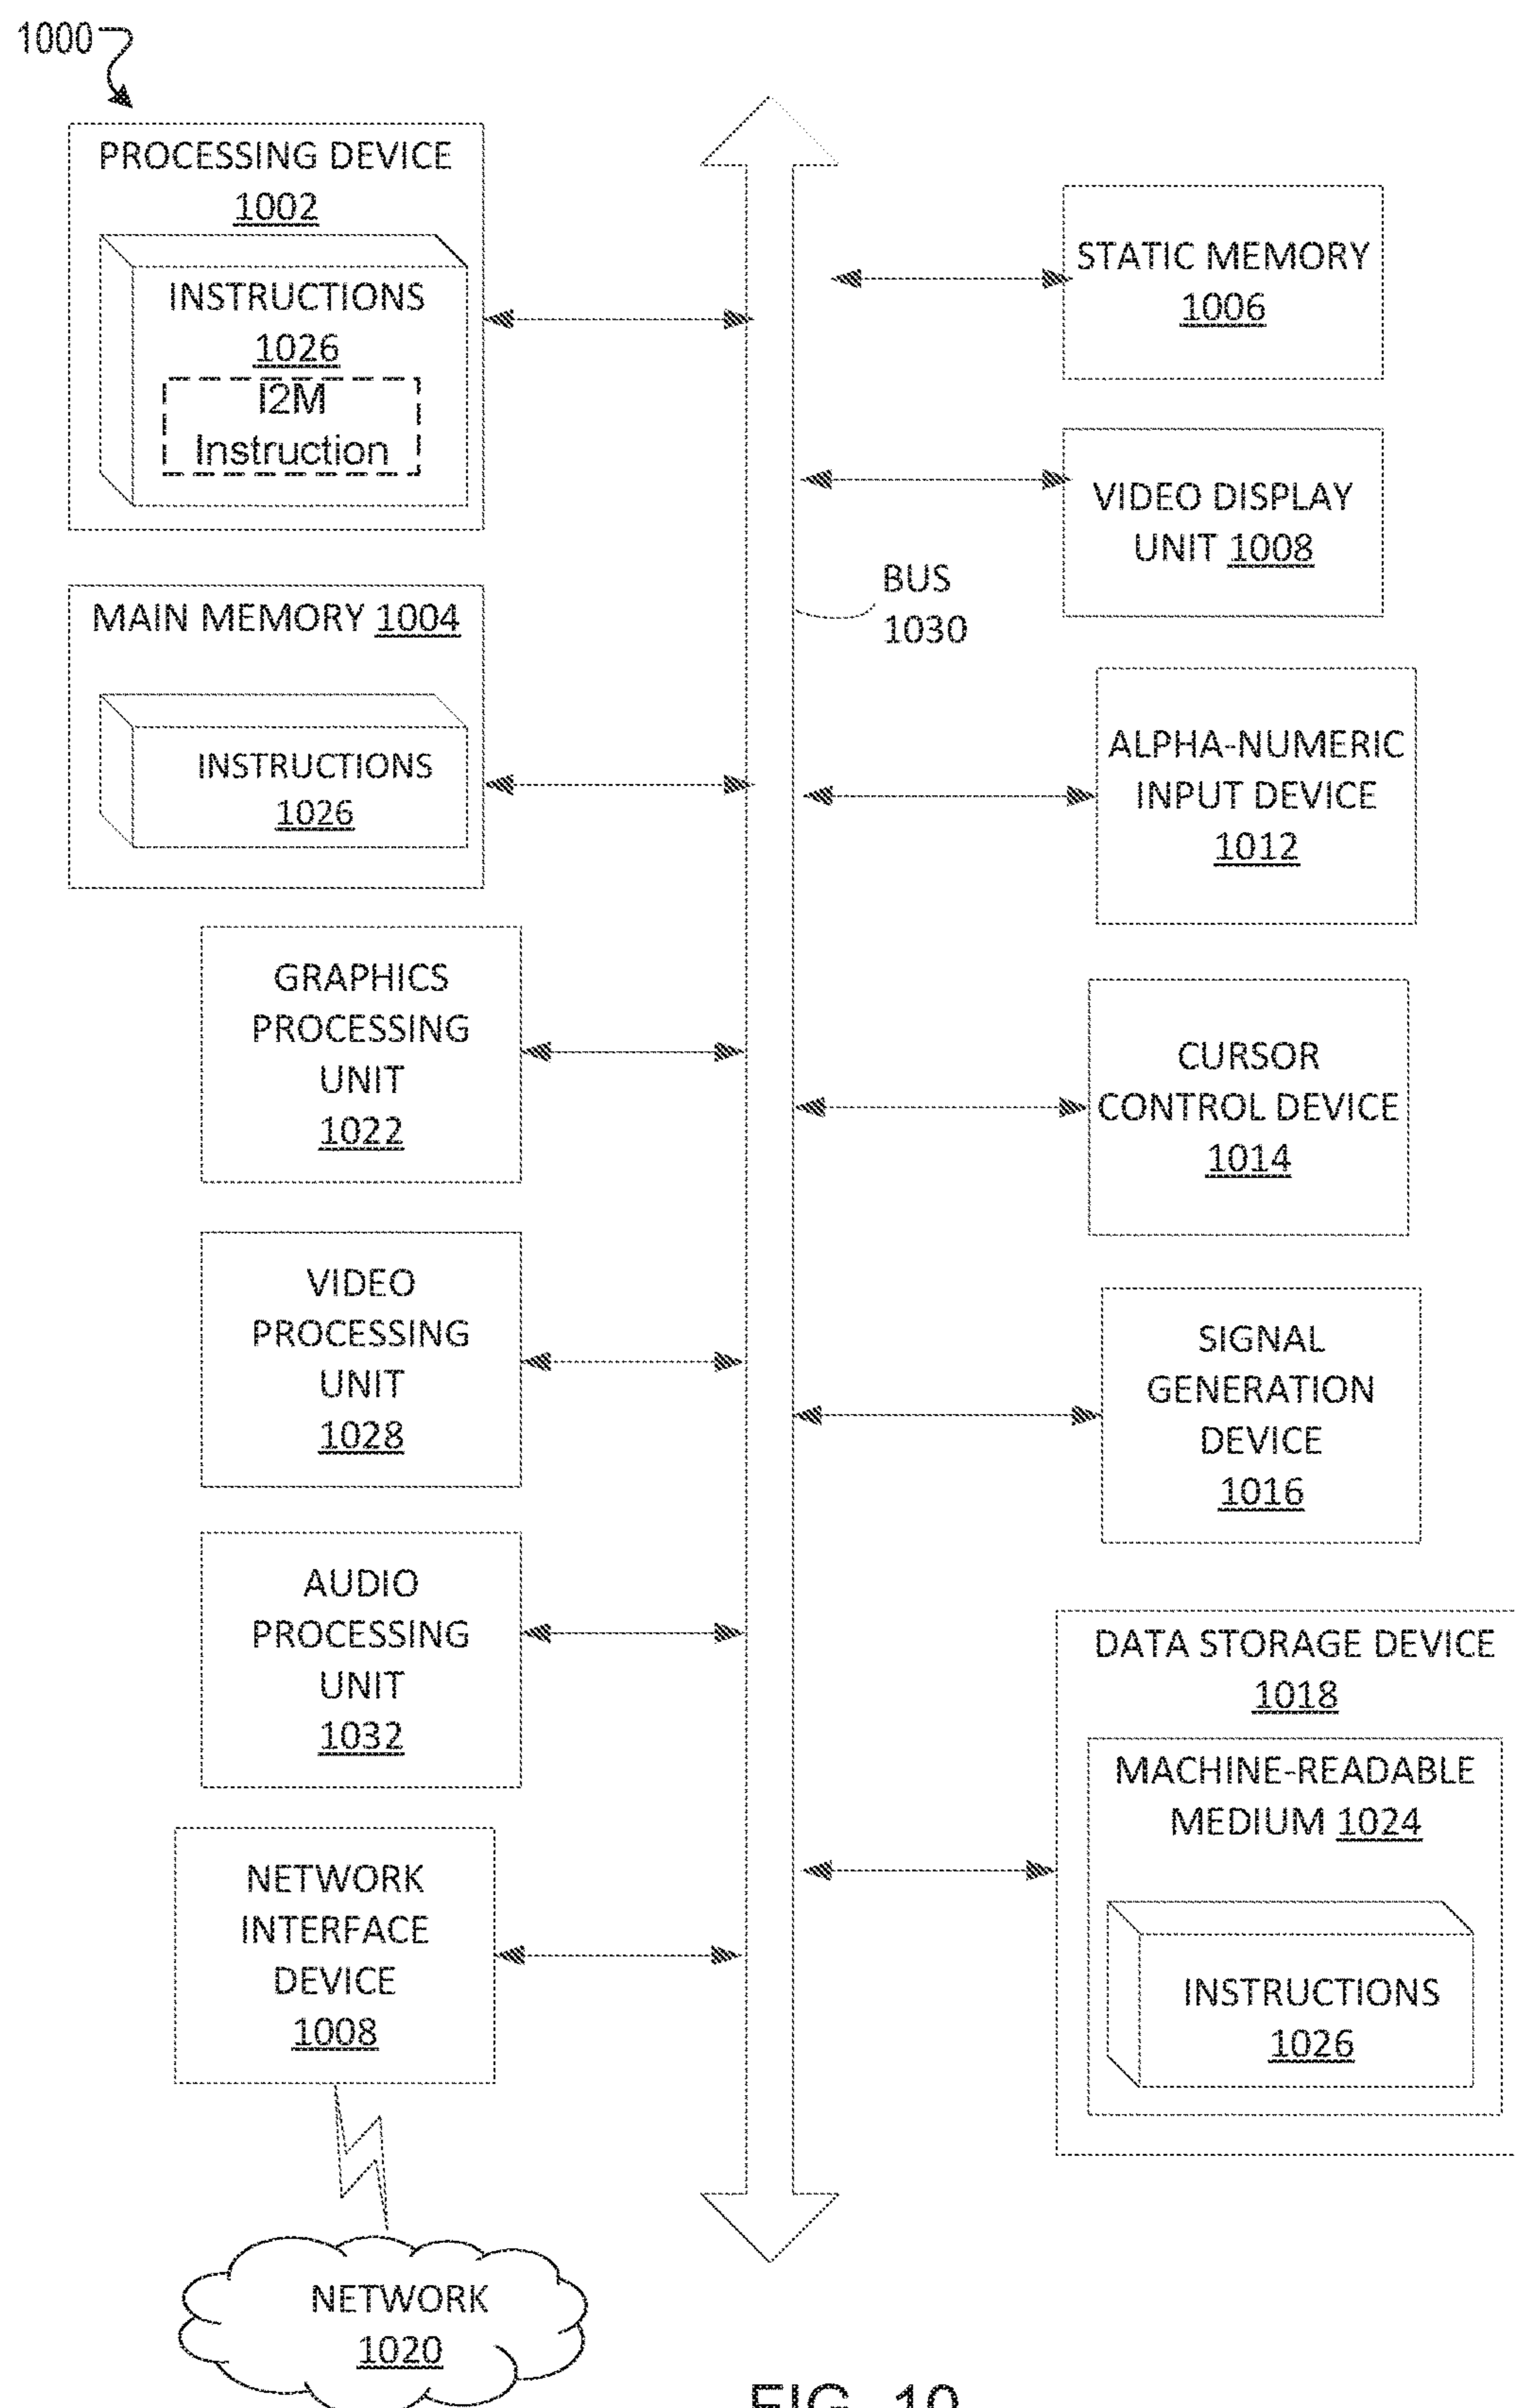 1000
PROCESSING DEVICE
1002
INSTRUCTIONS
1026
I2M
Instruction
MAIN MEMORY 1004
INSTRUCTIONS
1026
GRAPHICS
PROCESSING
UNIT
1022
VIDEO
PROCESSING
UNIT
1028
AUDIO
PROCESSING
UNIT
1032
NETWORK
INTERFACE
DEVICE
1008
NETWORK
1020
BUS
1030
STATIC MEMORY
1006
VIDEO DISPLAY
UNIT 1008
ALPHA-NUMERIC
INPUT DEVICE
1012
CURSOR
CONTROL DEVICE
1014
SIGNAL
GENERATION
DEVICE
1016
DATA STORAGE DEVICE
1018
MACHINE-READABLE
MEDIUM 1024
INSTRUCTIONS
1026
FIG. 10